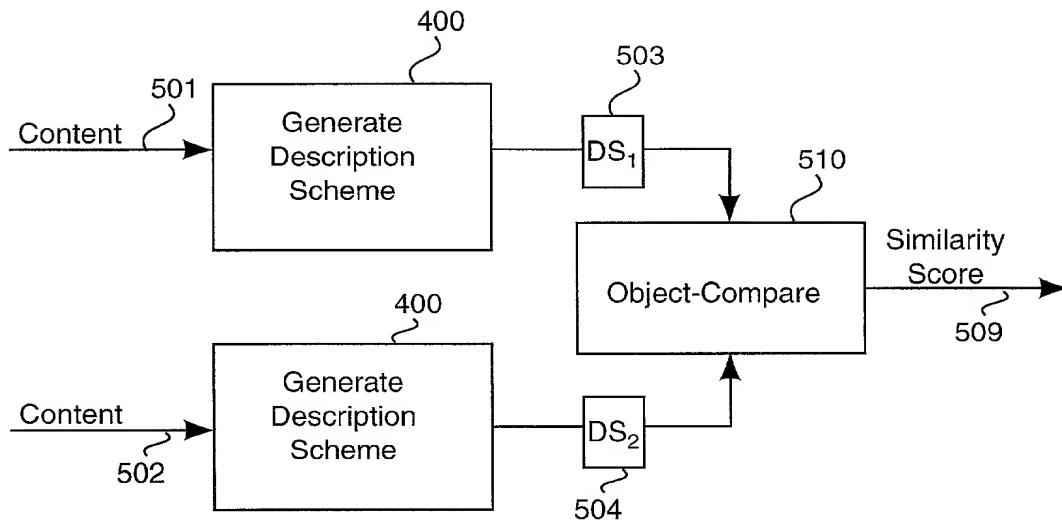 400
503
501
Content
Generate
Description
Scheme
DS₁
510
Similarity
Score
Object-Compare
509
400
Generate
Description
Scheme
Content
502
DS₂
504